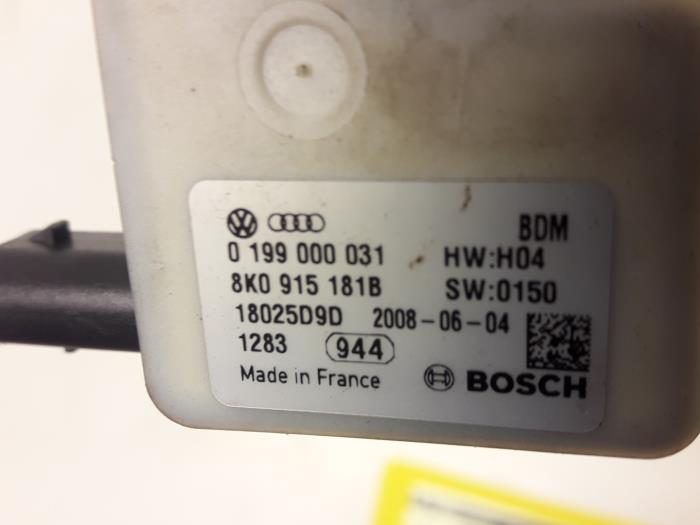 BDM
0 199 000 031 HW:H04
8K0 915 181B SW:0150
18025D9D 2008-06-04
1283 944
Made in France BOSCH